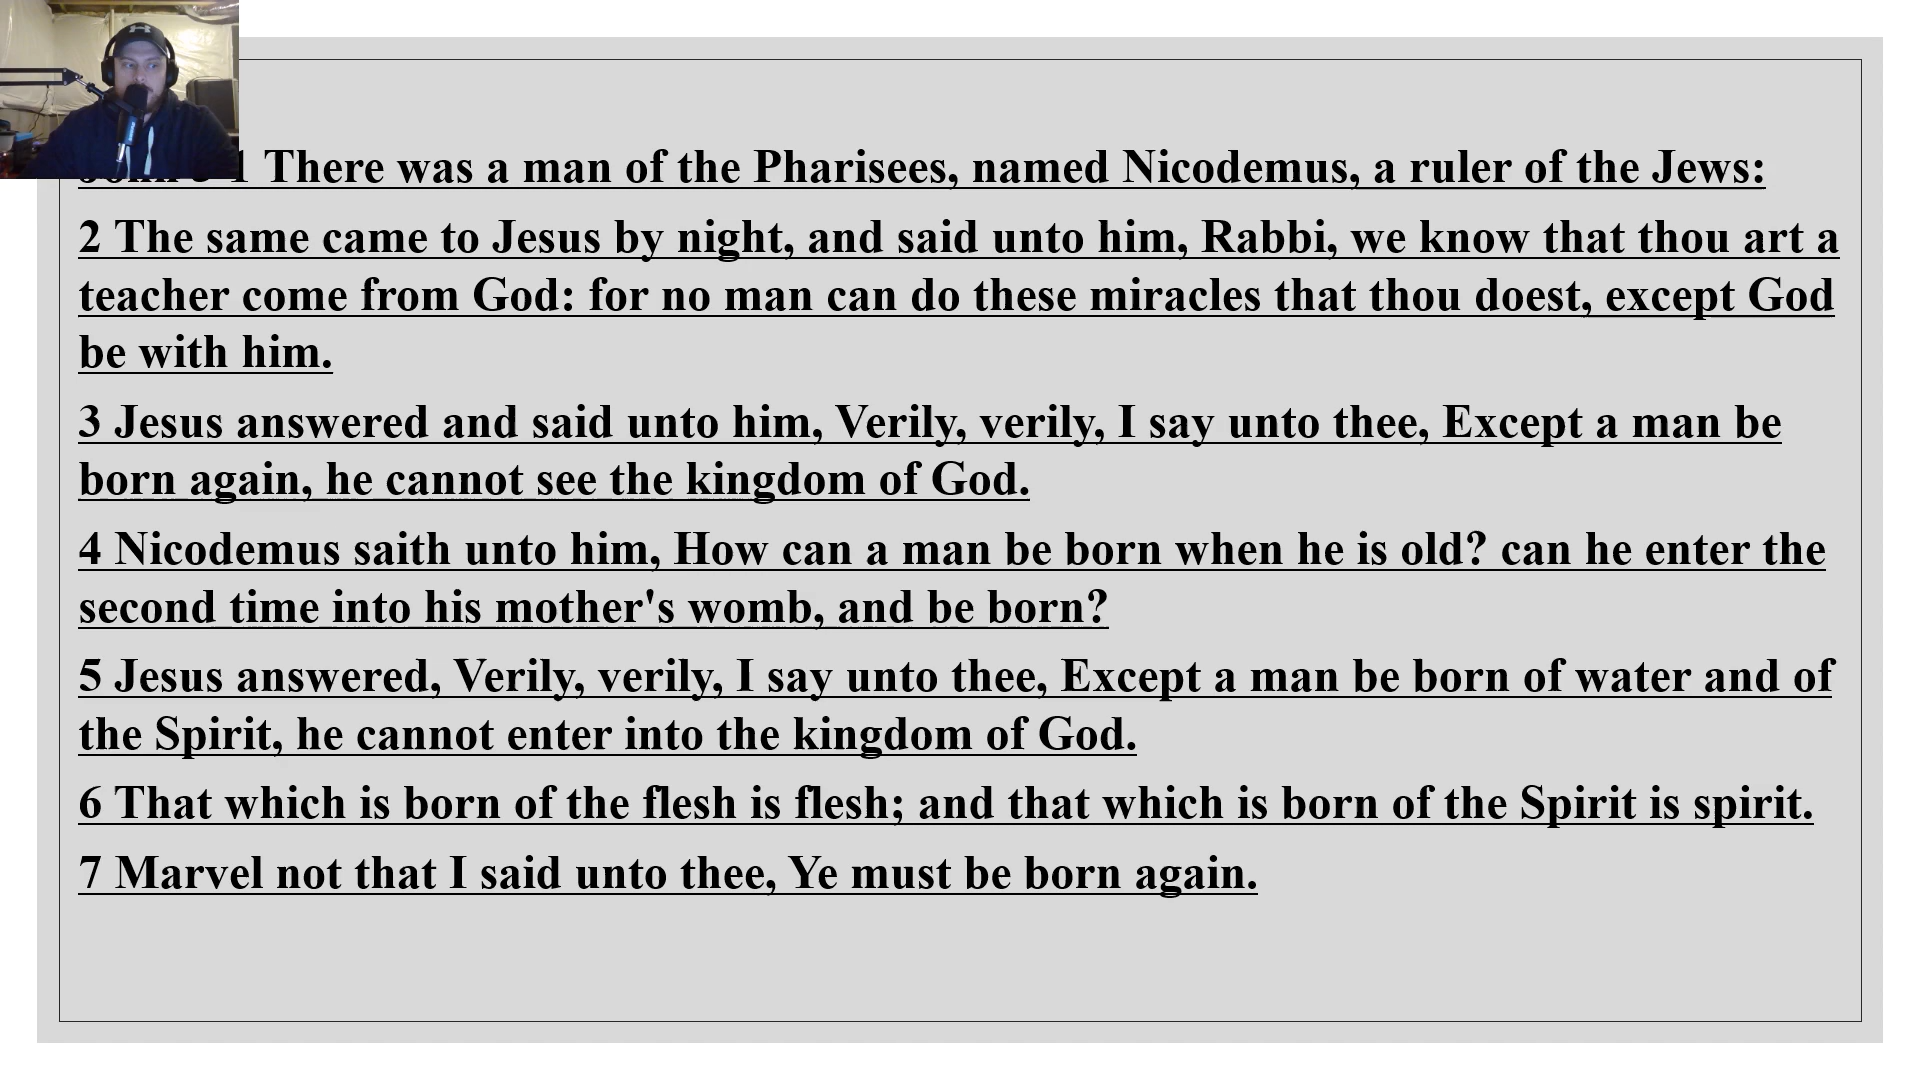 1 There was a man of the Pharisees, named Nicodemus, a ruler of the Jews:
2 The same came to Jesus by night, and said unto him, Rabbi, we know that thou art a
teacher come from God: for no man can do these miracles that thou doest, except God
be with him.
3 Jesus answered and said unto him, Verily, verily, I say unto thee, Except a man be
born again, he cannot see the kingdom of God.
4 Nicodemus saith unto him, How can a man be born when he is old? can he enter the
second time into his mother's womb, and be born?
5 Jesus answered, Verily, verily, I say unto thee, Except a man be born of water and of
the Spirit, he cannot enter into the kingdom of God.
6 That which is born of the flesh is flesh; and that which is born of the Spirit is spirit.
7 Marvel not that I said unto thee, Ye must be born again.